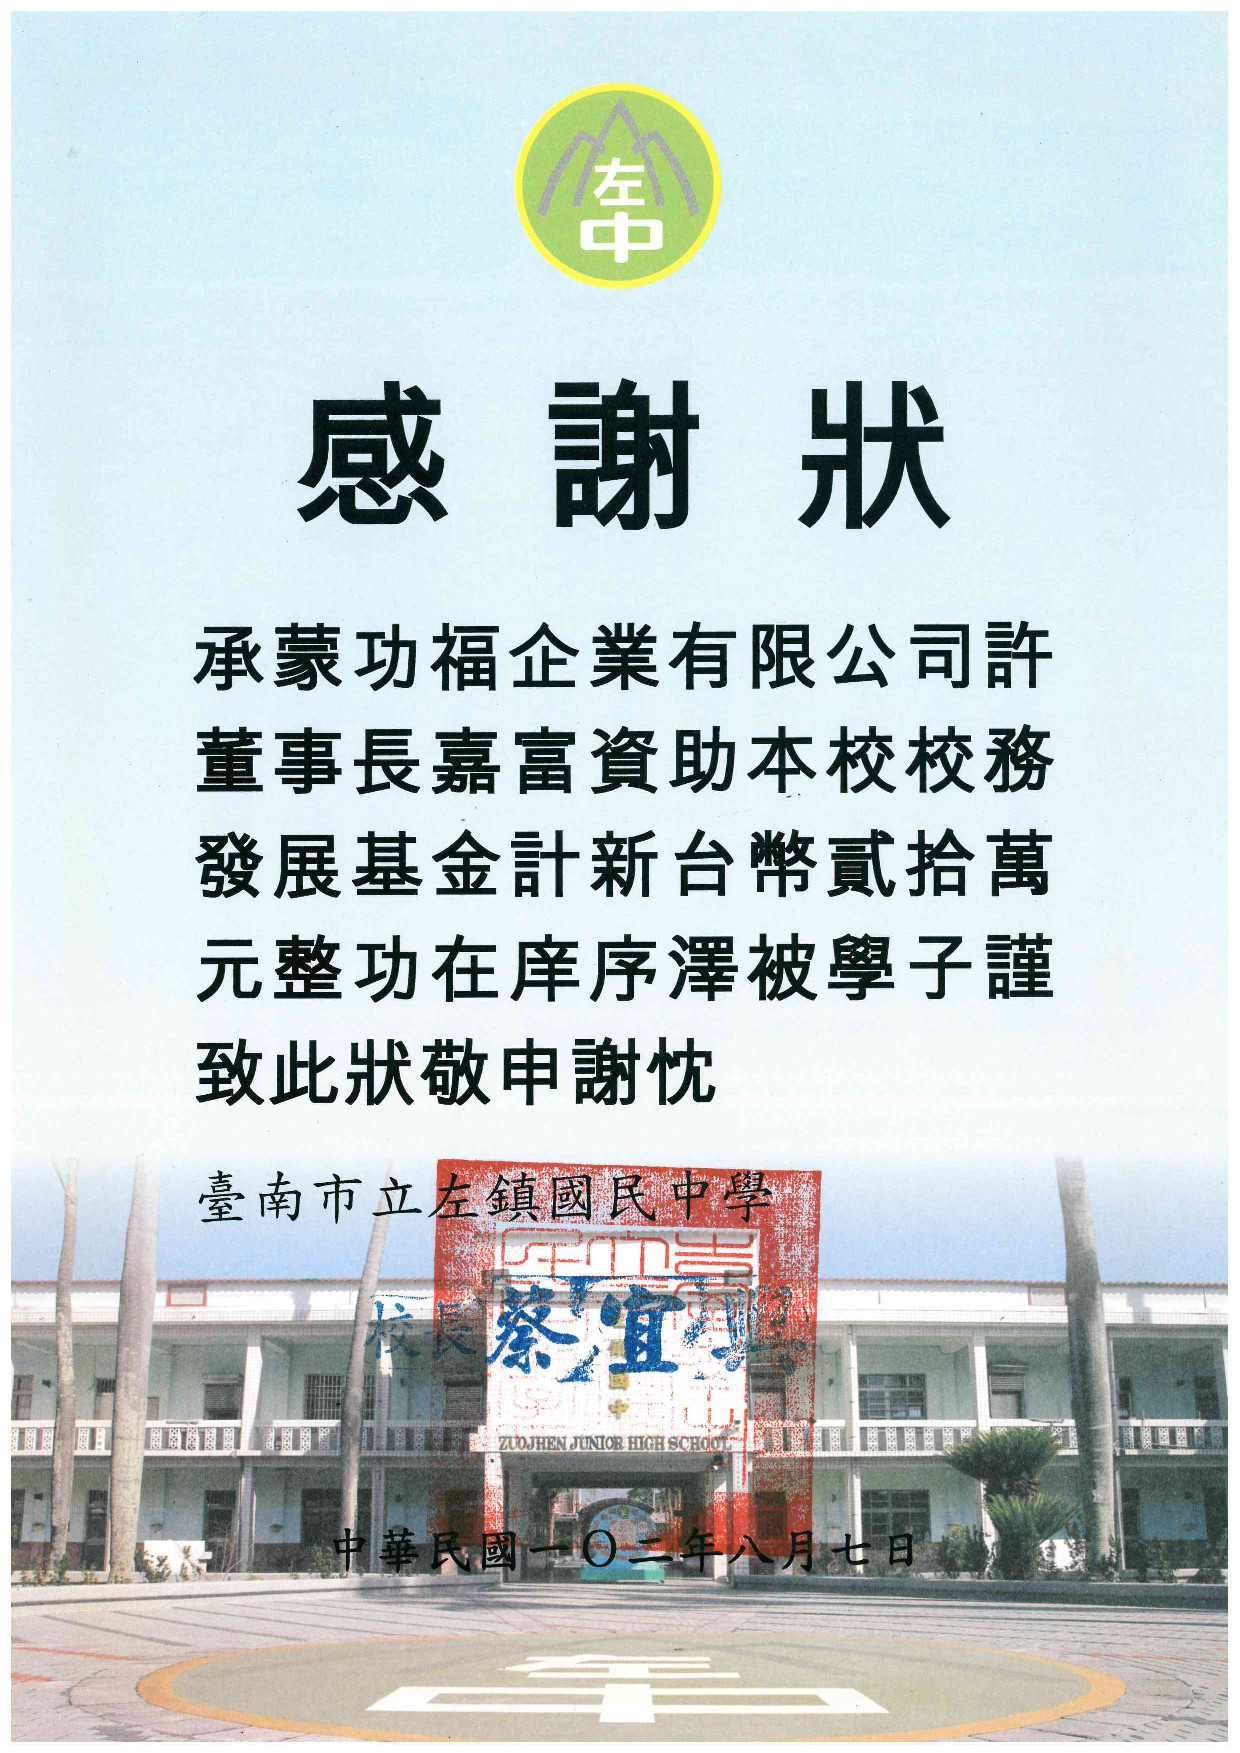 左
中
感謝狀
承蒙功福企業有限公司許
董事長嘉富資助本校校務
發展基金計新台幣貳拾萬
元整功在庠序澤被學子謹
致此狀敬申謝忱
臺南市立左鎮國民中學
校長蔡宜
國
中
ZUOJHEN JUNIOR HIGH SCHOOL
中華民國一〇二年八月七日
左
中